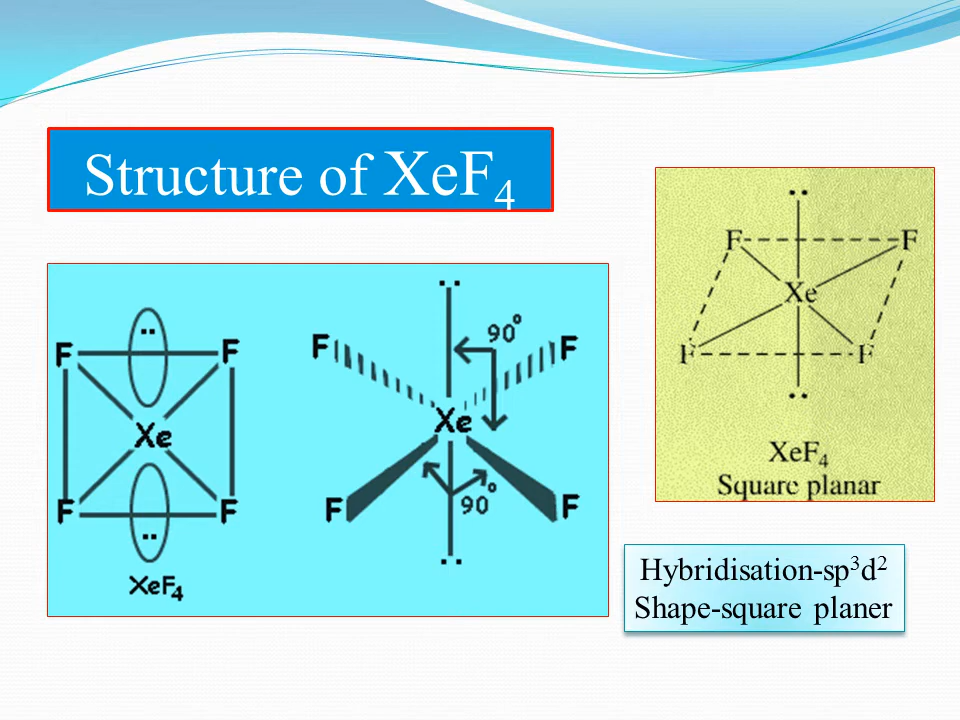 Structure of XeF₄
F F
Xe
F F
XeF₄
90°
F F
Xe
F F
90°
F F
Xe
F F
XeF₄
Square planar
Hybridisation-sp³d²
Shape-square planer